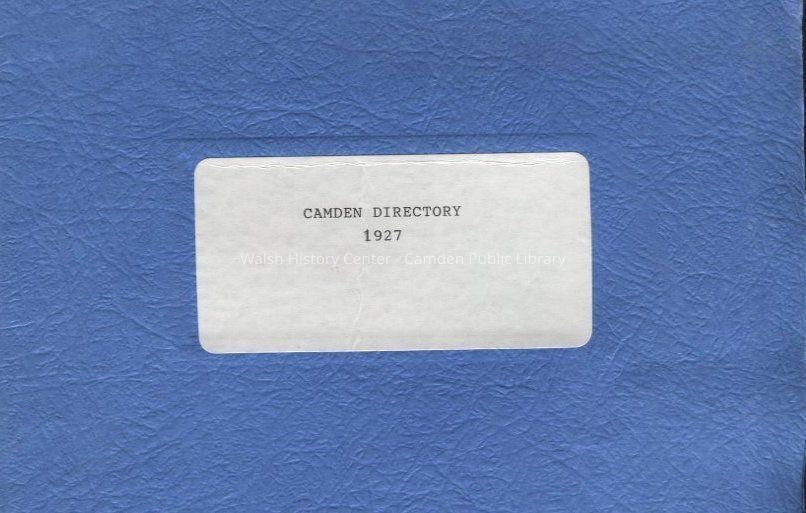 CAMDEN DIRECTORY
1927
Walsh History Center - Camden Public Library